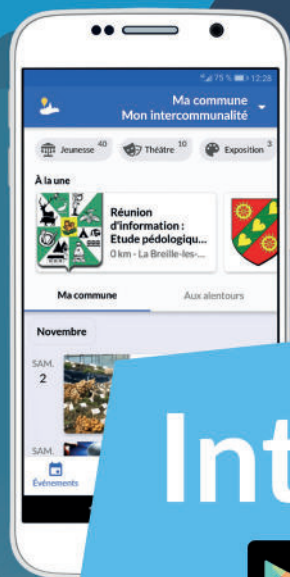 75 % 12:28
Ma commune
Mon intercommunalité
Jeunesse 40 Théâtre 10 Exposition 3
À la une
Réunion
d'information :
Etude pédologiqu...
0 km - La Breille-les-...
Ma commune Aux alentours
Novembre
SAM.
2
SAM.
Événements
Int